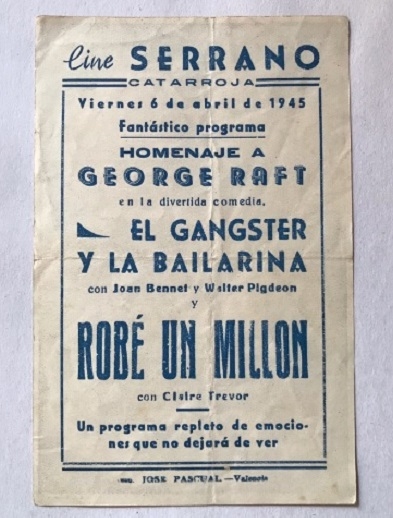 Cine SERRANO
CATARROJA
Viernes 6 de abril de 1945
Fantástico programa
HOMENAJE A
GEORGE RAFT
en la divertida comedia.
EL GANGSTER
Y LA BAILARINA
con Joan Bennet y Walter Pigdeon
y
ROBÉ UN MILLON
con Claire Trevor
Un programa repleto de emocio-
nes que no dejará de ver
JOSE PASCUAL.—Valencia